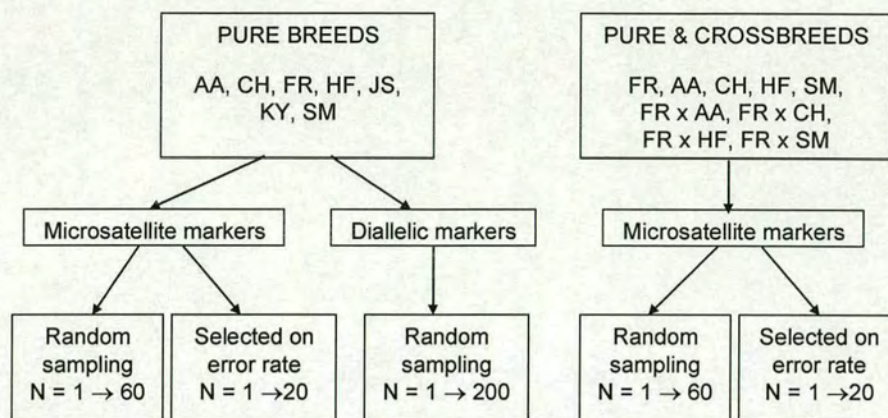 PURE BREEDS
AA, CH, FR, HF, JS,
KY, SM
PURE & CROSSBREEDS
FR, AA, CH, HF, SM,
FR x AA, FR x CH,
FR x HF, FR x SM
Microsatellite markers
Diallelic markers
Microsatellite markers
Random
sampling
N = 1 → 60
Selected on
error rate
N = 1 →20
Random
sampling
N = 1 → 200
Random
sampling
N = 1 → 60
Selected on
error rate
N = 1 →20